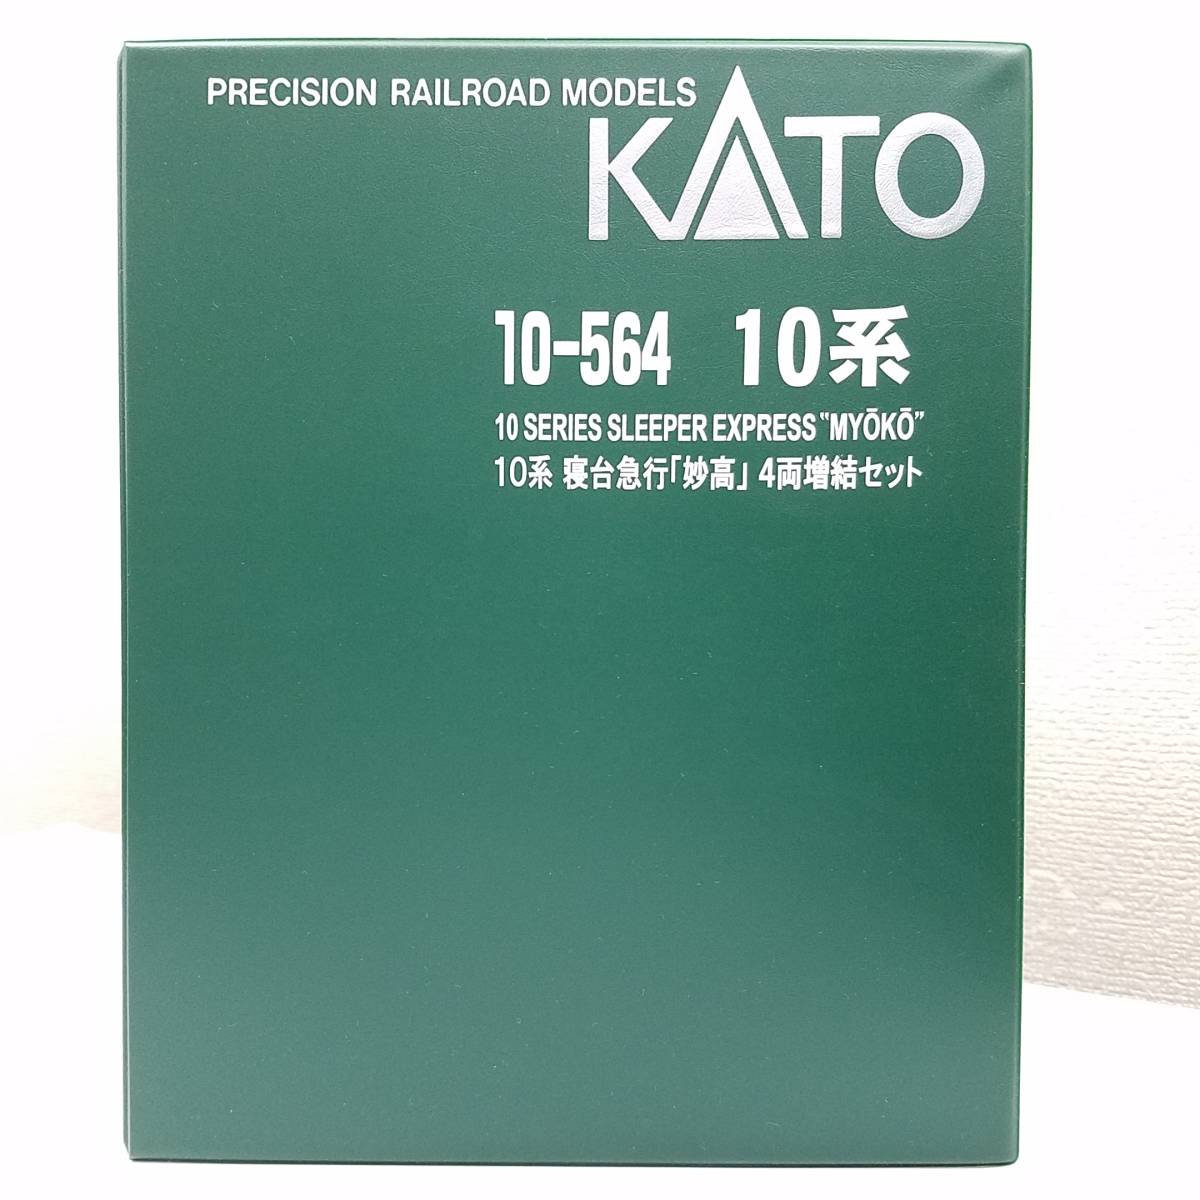 PRECISION RAILROAD MODELS
KATO
10-564 10系
10 SERIES SLEEPER EXPRESS "MYŌKŌ"
10系 寝台急行「妙高」 4両増結セット